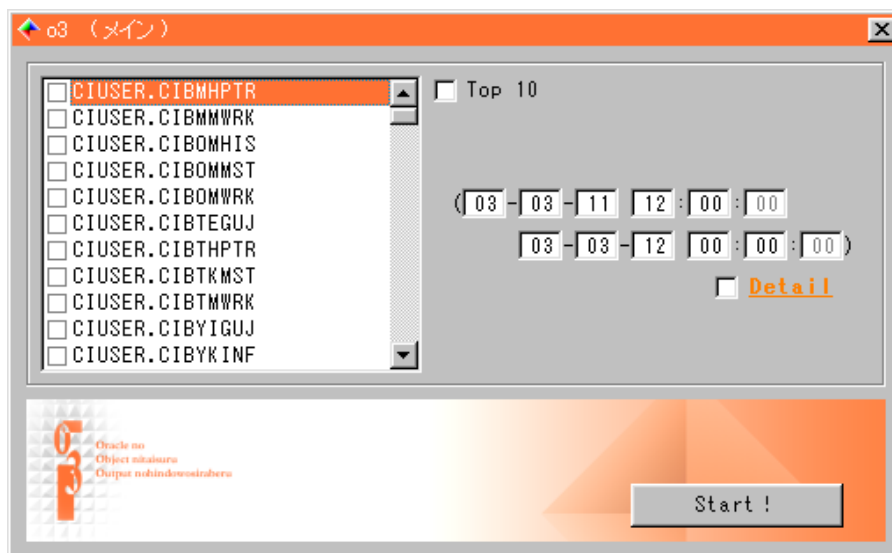 o3 (メイン)
CIUSER.CIBMHPTR
CIUSER.CIBMMWRK
CIUSER.CIBOMHIS
CIUSER.CIBOMMST
CIUSER.CIBOMWRK
CIUSER.CIBTEGUJ
CIUSER.CIBTHPTR
CIUSER.CIBTKMST
CIUSER.CIBTMWRK
CIUSER.CIBYIGUJ
CIUSER.CIBYKINF
Top 10
(03-03-11 12:00:00
03-03-12 00:00:00)
Detail
o3
Oracle no
Object nitaisuru
Output nohindowosiraberu
Start !